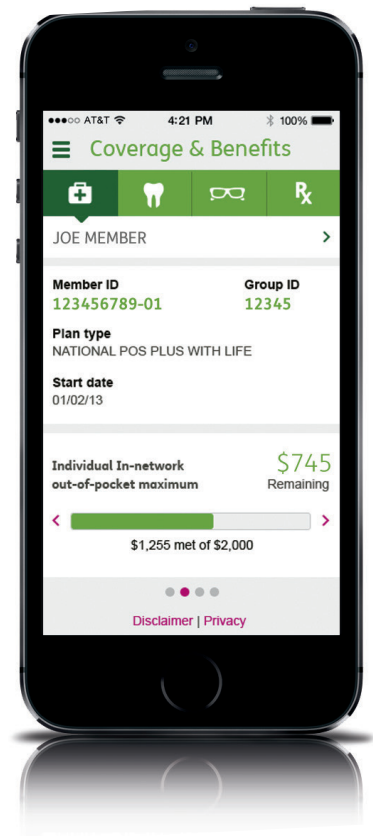 AT&T 4:21 PM 100%
Coverage & Benefits
Rx
JOE MEMBER
Member ID Group ID
123456789-01 12345
Plan type
NATIONAL POS PLUS WITH LIFE
Start date
01/02/13
Individual In-network $745
out-of-pocket maximum Remaining
$1,255 met of $2,000
Disclaimer | Privacy